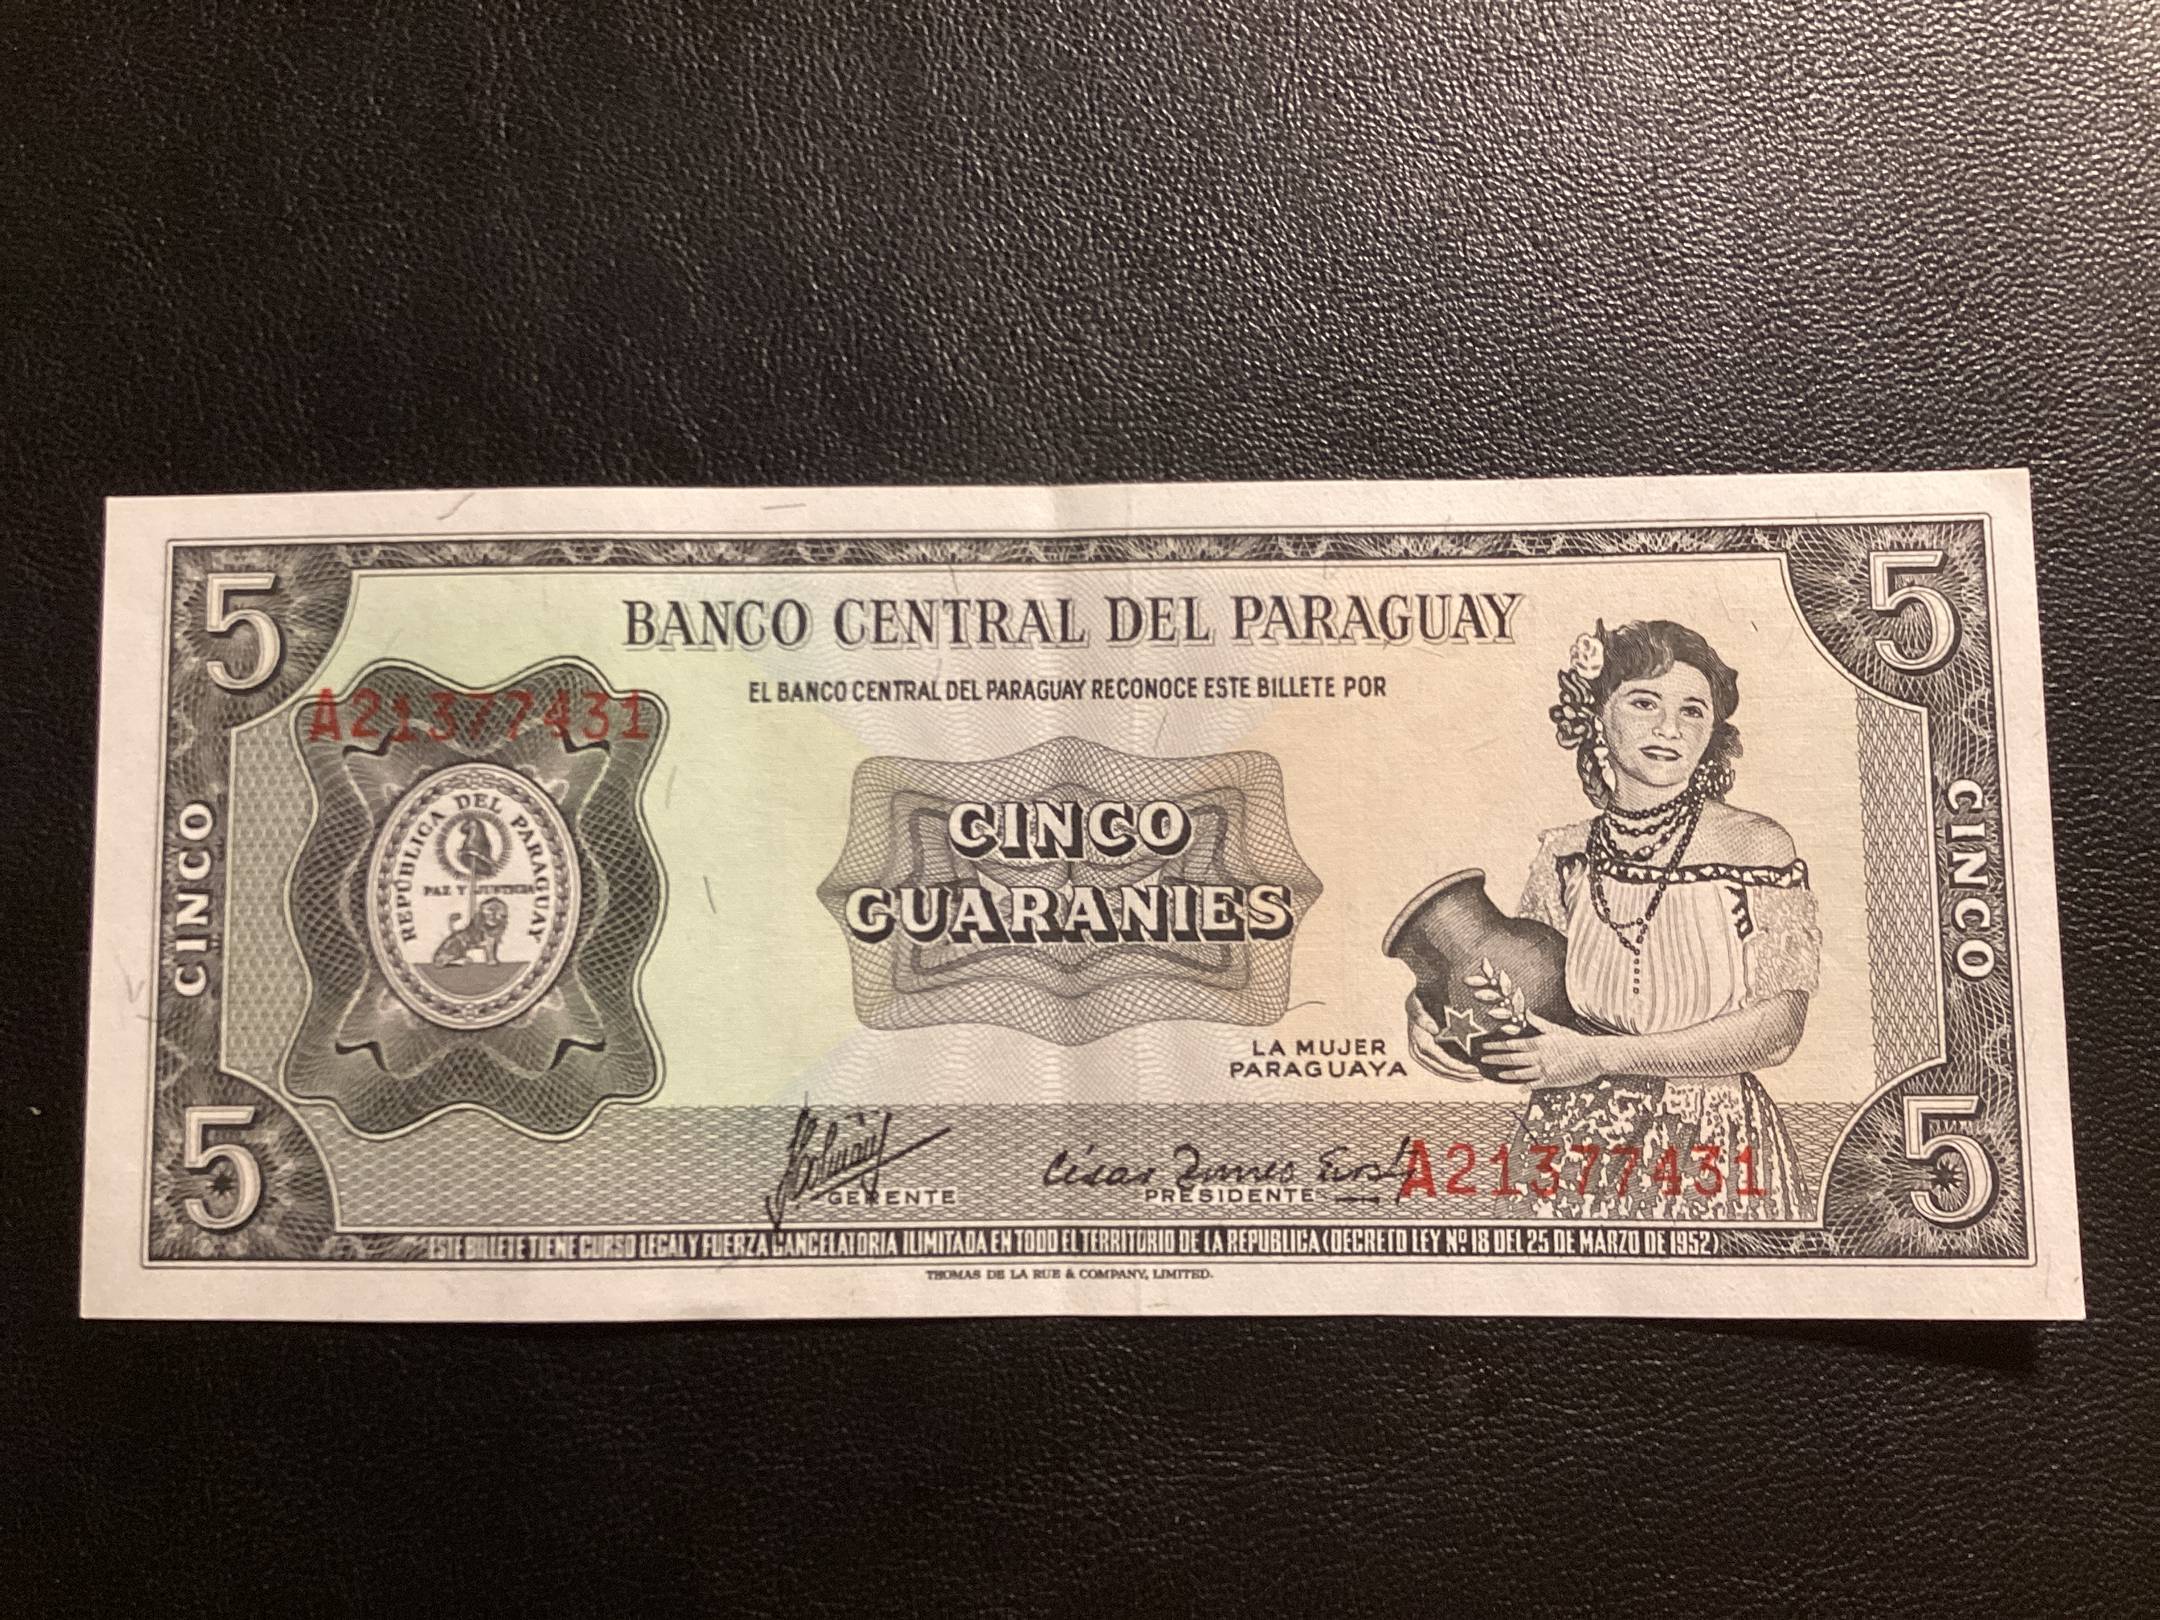 5
5
BANCO CENTRAL DEL PARAGUAY
EL BANCO CENTRAL DEL PARAGUAY RECONOCE ESTE BILLETE POR
A21377431
REPÚBLICA DEL PARAGUAY
PAZ Y JUSTICIA
CINCO
CINCO
CINCO
GUARANIES
LA MUJER
PARAGUAYA
5
5
GERENTE
César
PRESIDENTE
A21377431
ESTE BILLETE TIENE CURSO LEGAL Y FUERZA CANCELATORIA ILIMITADA EN TODO EL TERRITORIO DE LA REPUBLICA (DECRETO LEY Nº 18 DEL 25 DE MARZO DE 1952)
THOMAS DE LA RUE & COMPANY, LIMITED.